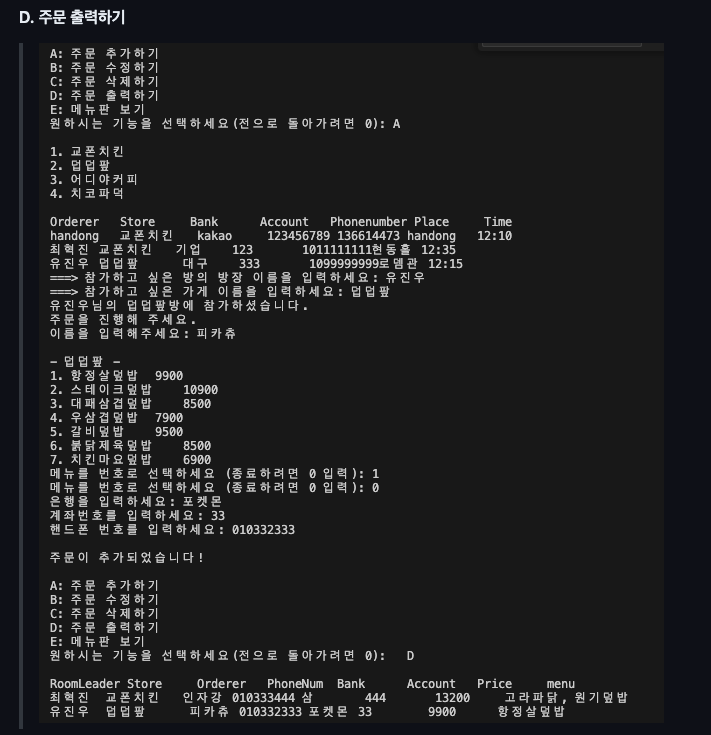 D. 주문 출력하기
A: 주문 추가하기
B: 주문 수정하기
C: 주문 삭제하기
D: 주문 출력하기
E: 메뉴판 보기
원하시는 기능을 선택하세요(전으로 돌아가려면 0): A
1. 교폰치킨
2. 덥덥팦
3. 어디야커피
4. 치코파덕
Orderer Store Bank Account Phonenumber Place Time
handong 교폰치킨 kakao 123456789 136614473 handong 12:10
최혁진 교폰치킨 기업 123 1011111111현동홀 12:35
유진우 덥덥팦 대구 333 1099999999로뎀관 12:15
===> 참가하고 싶은 방의 방장 이름을 입력하세요: 유진우
===> 참가하고 싶은 가게 이름을 입력하세요: 덥덥팦
유진우님의 덥덥팦방에 참가하셨습니다.
주문을 진행해 주세요.
이름을 입력해주세요: 피카츄
- 덥덥팦 -
1. 항정살덮밥 9900
2. 스테이크덮밥 10900
3. 대패삼겹덮밥 8500
4. 우삼겹덮밥 7900
5. 갈비덮밥 9500
6. 붉닭제육덮밥 8500
7. 치킨마요덮밥 6900
메뉴를 번호로 선택하세요 (종료하려면 0 입력): 1
메뉴를 번호로 선택하세요 (종료하려면 0 입력): 0
은행을 입력하세요: 포켓몬
계좌번호를 입력하세요: 33
핸드폰 번호를 입력하세요: 010332333
주문이 추가되었습니다!
A: 주문 추가하기
B: 주문 수정하기
C: 주문 삭제하기
D: 주문 출력하기
E: 메뉴판 보기
원하시는 기능을 선택하세요(전으로 돌아가려면 0): D
RoomLeader Store Orderer PhoneNum Bank Account Price menu
최혁진 교폰치킨 인자강 010333444 삼 444 13200 고라파닭, 원기덮밥
유진우 덥덥팦 피카츄 010332333 포켓몬 33 9900 항정살덮밥